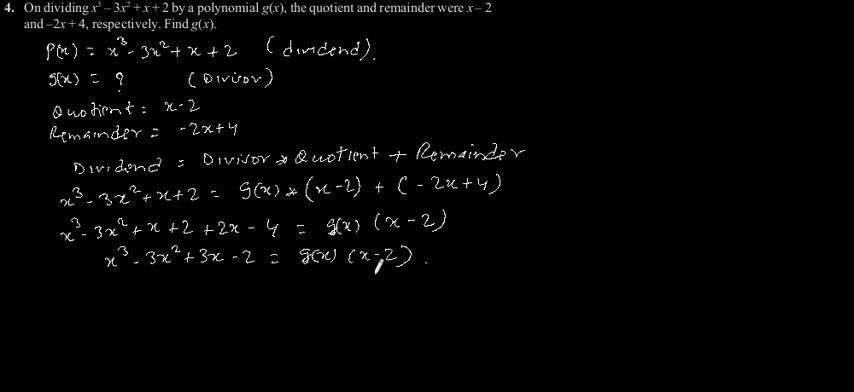 4. On dividing x³ – 3x² + x + 2 by a polynomial g(x), the quotient and remainder were x – 2
and –2x + 4, respectively. Find g(x).
P(x) = x³ - 3x² + x + 2 (dividend).
g(x) = ? (Divisor)
Quotient : x - 2
Remainder = -2x+4
Dividend = Divisor * Quotient + Remainder
x³ - 3x² + x + 2 = g(x) * (x - 2) + (- 2x + 4)
x³ - 3x² + x + 2 + 2x - 4 = g(x) (x - 2)
x³ - 3x² + 3x - 2 = g(x) (x - 2) .